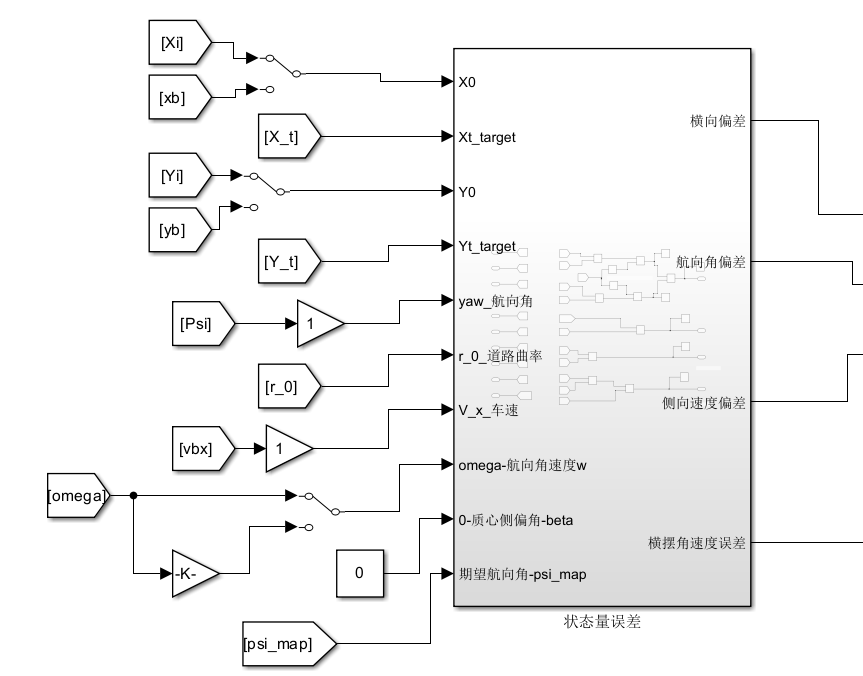 [Xi]
[xb]
[X_t]
[Yi]
[yb]
[Y_t]
[Psi]
1
[r_0]
[vbx]
1
[omega]
-K-
0
[psi_map]
X0
Xt_target
Y0
Yt_target
yaw_航向角
r_0_道路曲率
V_x_车速
omega-航向角速度w
0-质心侧偏角-beta
期望航向角-psi_map
横向偏差
航向角偏差
侧向速度偏差
横摆角速度误差
状态量误差